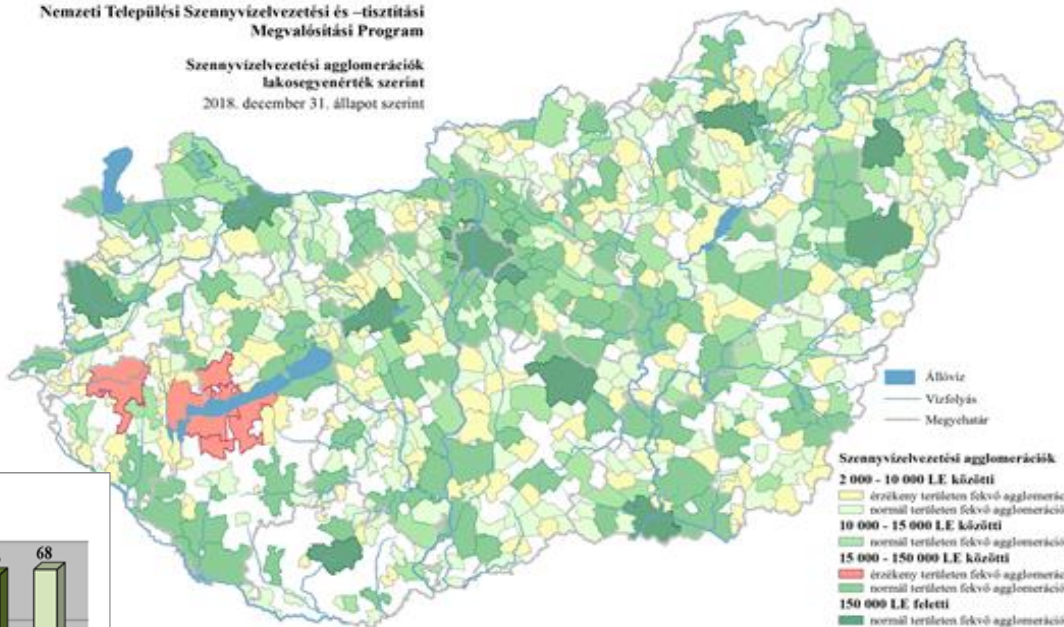 Nemzeti Települési Szennyvízelvezetési és –tisztítási
Megvalósítási Program
Szennyvízelvezetési agglomerációk
lakosegyenérték szerint
2018. december 31. állapot szerint
Állóvíz
Vízfolyás
Megyehatár
Szennyvízelvezetési agglomerációk
2 000 - 10 000 LE közötti
érzékeny területen fekvő agglomeráció
normál területen fekvő agglomeráció
10 000 - 15 000 LE közötti
normál területen fekvő agglomeráció
15 000 - 150 000 LE közötti
érzékeny területen fekvő agglomeráció
normál területen fekvő agglomeráció
150 000 LE feletti
normál területen fekvő agglomeráció
68